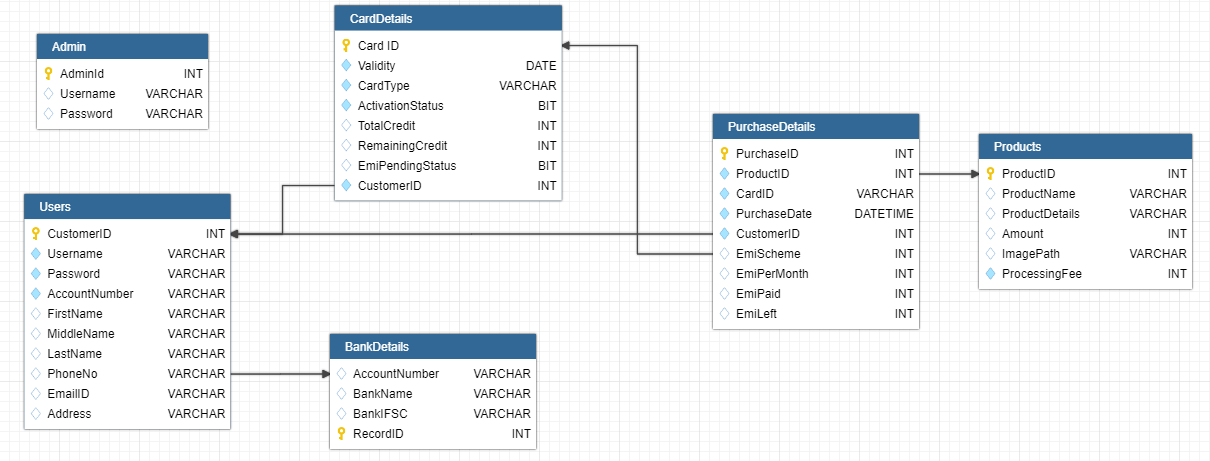 Admin
AdminId INT
Username VARCHAR
Password VARCHAR
CardDetails
Card ID
Validity DATE
CardType VARCHAR
ActivationStatus BIT
TotalCredit INT
RemainingCredit INT
EmiPendingStatus BIT
CustomerID INT
PurchaseDetails
PurchaseID INT
ProductID INT
CardID VARCHAR
PurchaseDate DATETIME
CustomerID INT
EmiScheme INT
EmiPerMonth INT
EmiPaid INT
EmiLeft INT
Products
ProductID INT
ProductName VARCHAR
ProductDetails VARCHAR
Amount INT
ImagePath VARCHAR
ProcessingFee INT
Users
CustomerID INT
Username VARCHAR
Password VARCHAR
AccountNumber VARCHAR
FirstName VARCHAR
MiddleName VARCHAR
LastName VARCHAR
PhoneNo VARCHAR
EmailID VARCHAR
Address VARCHAR
BankDetails
AccountNumber VARCHAR
BankName VARCHAR
BankIFSC VARCHAR
RecordID INT